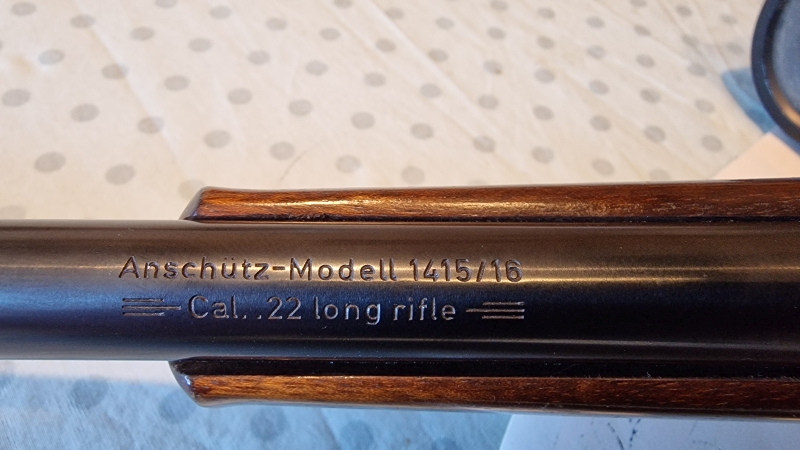 Anschütz-Modell 1415/16
Cal. .22 long rifle